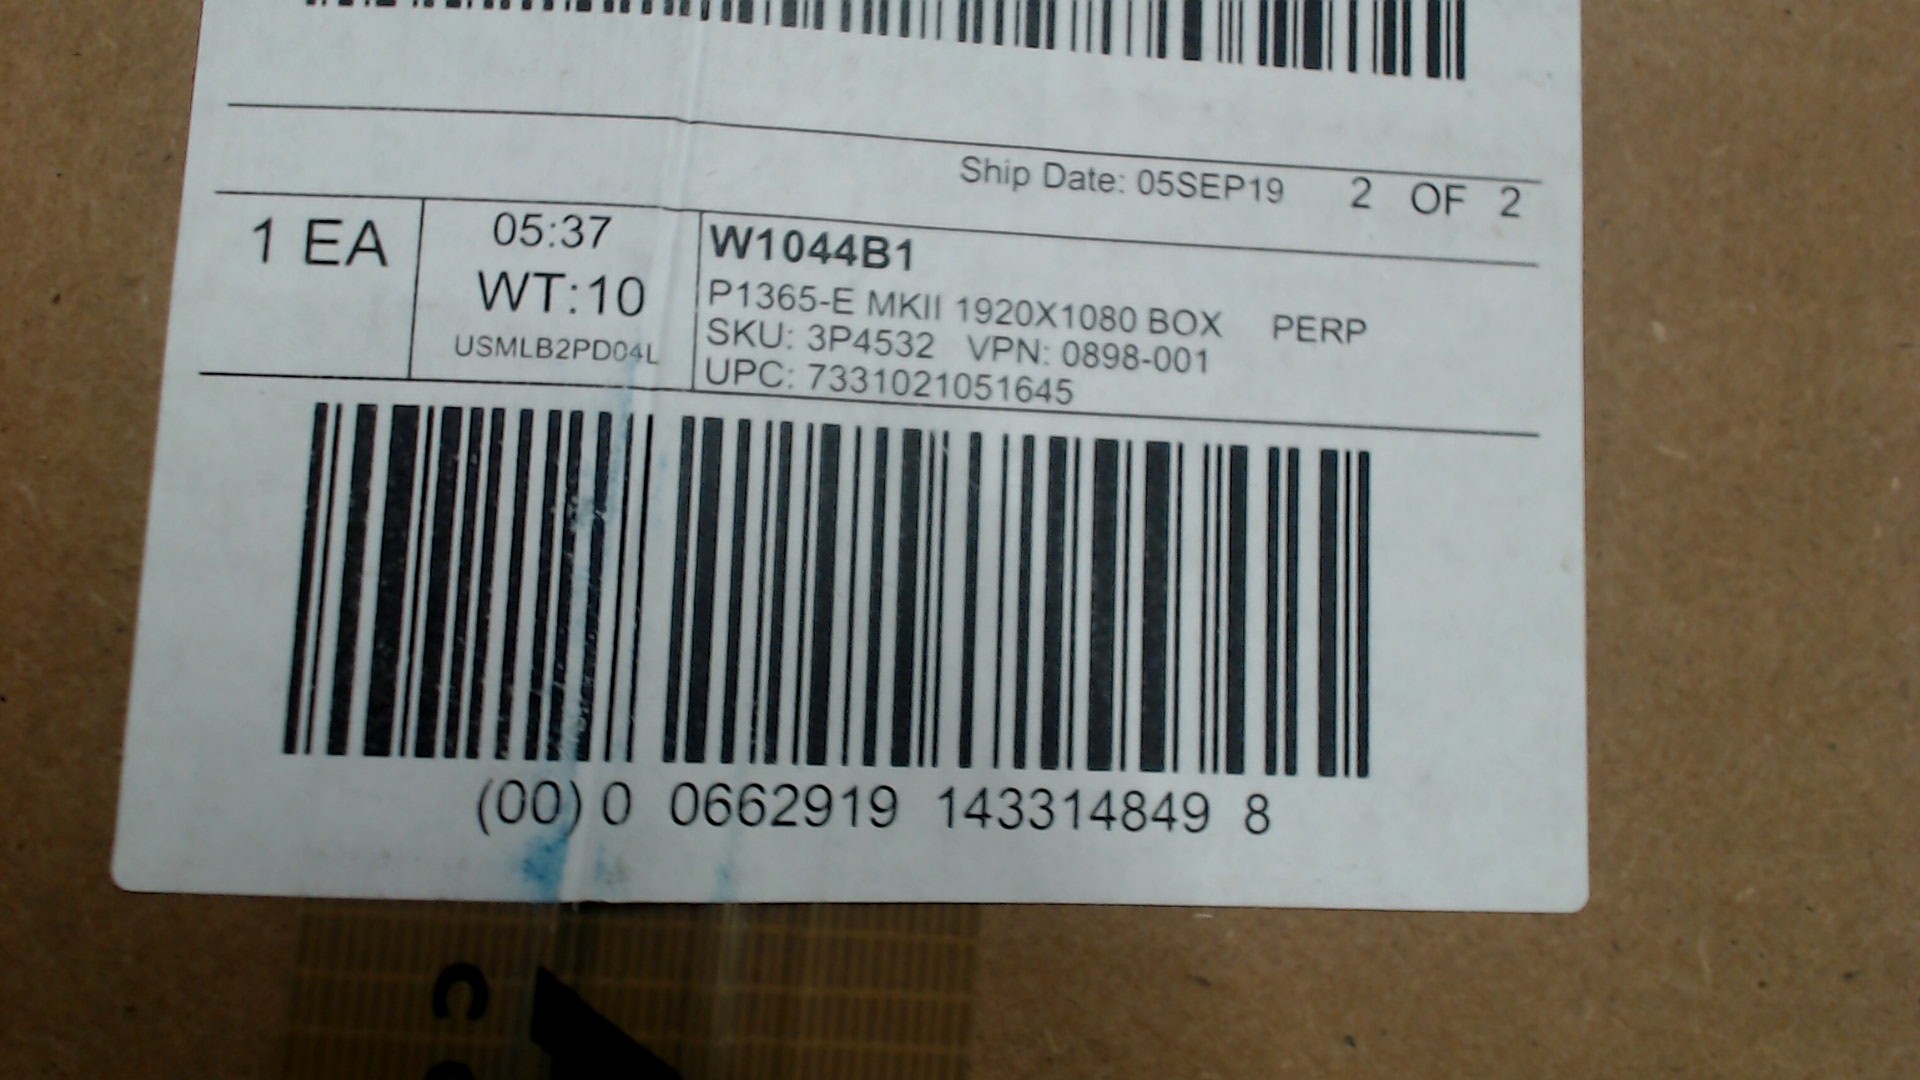 Ship Date: 05SEP19 2 OF 2
1 EA
05:37
WT:10
USMLB2PD04L
W1044B1
P1365-E MKII 1920X1080 BOX PERP
SKU: 3P4532 VPN: 0898-001
UPC: 7331021051645
(00) 0 0662919 143314849 8